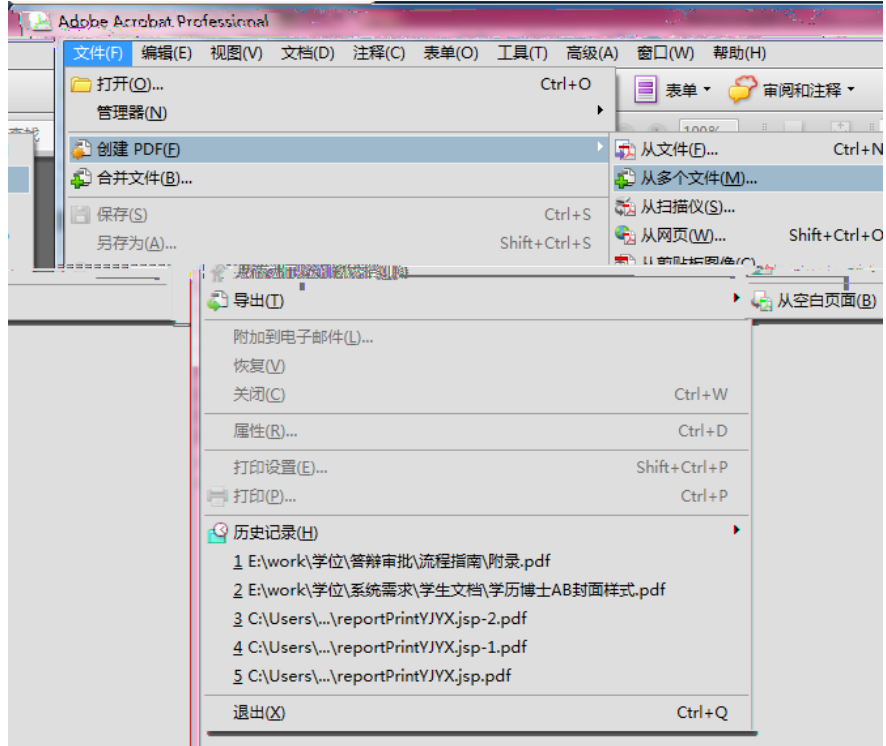 Adobe Acrobat Professional
文件(F) 编辑(E) 视图(V) 文档(D) 注释(C) 表单(O) 工具(T) 高级(A) 窗口(W) 帮助(H)
打开(O)... Ctrl+O
表单 审阅和注释
管理器(N)
100%
创建 PDF(F)
从文件(F)... Ctrl+N
合并文件(B)...
从多个文件(M)...
保存(S) Ctrl+S
从扫描仪(S)...
另存为(A)... Shift+Ctrl+S
从网页(W)... Shift+Ctrl+O
从剪贴板图像(C)
导出(T)
从空白页面(B)
附加到电子邮件(L)...
恢复(V)
关闭(C) Ctrl+W
属性(R)... Ctrl+D
打印设置(E)... Shift+Ctrl+P
打印(P)... Ctrl+P
历史记录(H)
1 E:\work\学位\答辩审批\流程指南\附录.pdf
2 E:\work\学位\系统需求\学生文档\学历博士AB封面样式.pdf
3 C:\Users\...\reportPrintYJYX.jsp-2.pdf
4 C:\Users\...\reportPrintYJYX.jsp-1.pdf
5 C:\Users\...\reportPrintYJYX.jsp.pdf
退出(X) Ctrl+Q